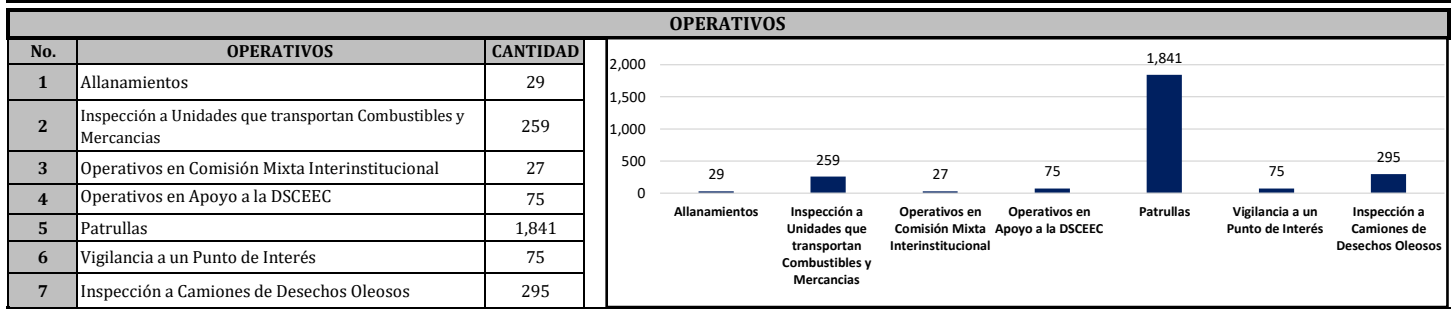 OPERATIVOS
No. OPERATIVOS CANTIDAD
1 Allanamientos 29
2 Inspección a Unidades que transportan Combustibles y
Mercancias 259
3 Operativos en Comisión Mixta Interinstitucional 27
4 Operativos en Apoyo a la DSCEEC 75
5 Patrullas 1,841
6 Vigilancia a un Punto de Interés 75
7 Inspección a Camiones de Desechos Oleosos 295
2,000
1,500
1,000
500
0
29 259 27 75 1,841 75 295
Allanamientos
Inspección a
Unidades que
transportan
Combustibles y
Mercancias
Operativos en
Comisión Mixta
Interinstitucional
Operativos en
Apoyo a la DSCEEC
Patrullas
Vigilancia a un
Punto de Interés
Inspección a
Camiones de
Desechos Oleosos